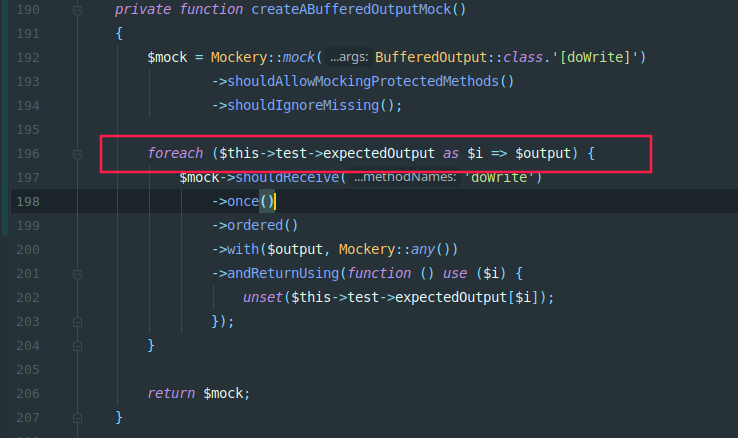 190 private function createABufferedOutputMock()
191 {
192 $mock = Mockery::mock( ...args: BufferedOutput::class.'[doWrite]')
193 ->shouldAllowMockingProtectedMethods()
194 ->shouldIgnoreMissing();
195
196 foreach ($this->test->expectedOutput as $i => $output) {
197 $mock->shouldReceive( ...methodNames: 'doWrite')
198 ->once()
199 ->ordered()
200 ->with($output, Mockery::any())
201 ->andReturnUsing(function () use ($i) {
202 unset($this->test->expectedOutput[$i]);
203 });
204 }
205
206 return $mock;
207 }